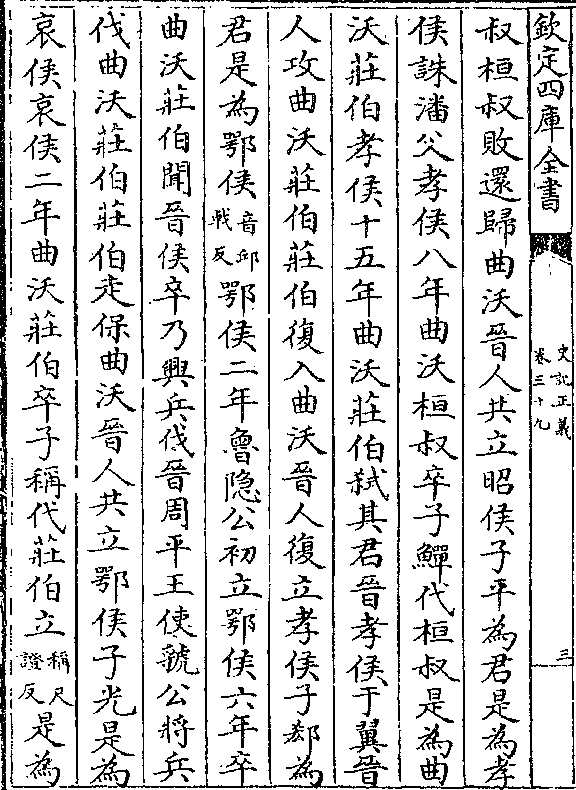 欽定四庫全書
史記正義
卷三十九
三
叔桓叔敗還歸曲沃晉人共立昭侯子平為君是為孝
侯誅潘父孝侯八年曲沃桓叔卒子鱓代桓叔是為曲
沃莊伯孝侯十五年曲沃莊伯弒其君晉孝侯于翼晉
人攻曲沃莊伯莊伯復入曲沃晉人復立孝侯子郄為
君是為鄂侯音邱戟反鄂侯二年魯隐公初立鄂侯六年卒
曲沃莊伯聞晉侯卒乃興兵伐晉周平王使虢公將兵
伐曲沃莊伯莊伯走保曲沃晉人共立鄂侯子光是為
哀侯哀侯二年曲沃莊伯卒子稱代莊伯立稱尺證反是為